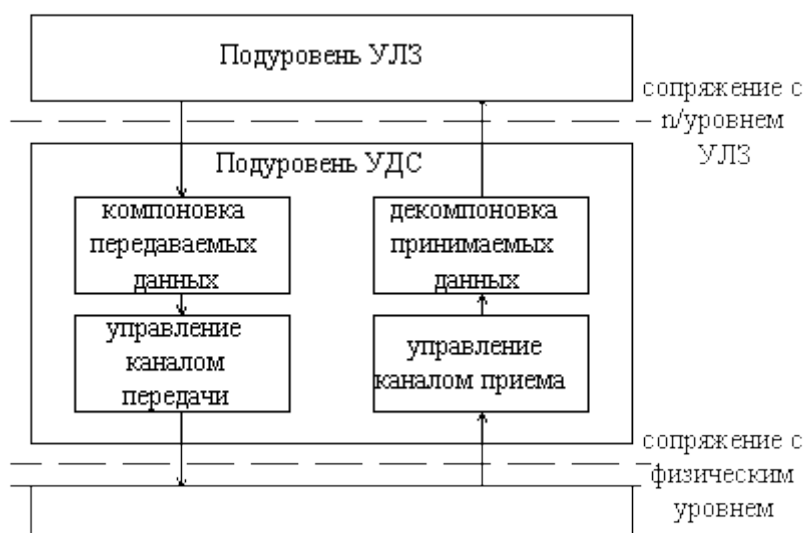 Подуровень УЛЗ
сопряжение с
п/уровнем
УЛЗ
Подуровень УДС
компоновка
передаваемых
данных
декомпоновка
принимаемых
данных
управление
каналом
передачи
управление
каналом приема
сопряжение с
физическим
уровнем